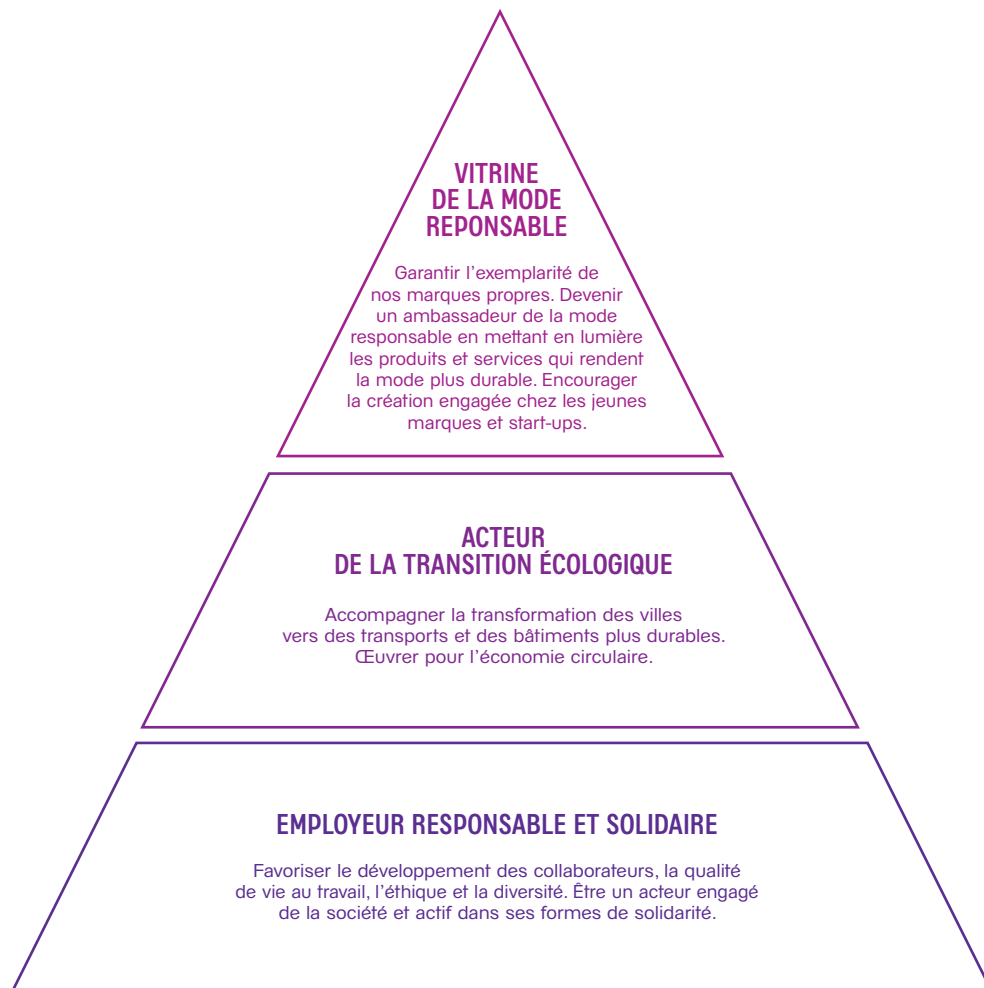 VITRINE
DE LA MODE
REPONSABLE
Garantir l'exemplarité de
nos marques propres. Devenir
un ambassadeur de la mode
responsable en mettant en lumière
les produits et services qui rendent
la mode plus durable. Encourager
la création engagée chez les jeunes
marques et start-ups.
ACTEUR
DE LA TRANSITION ÉCOLOGIQUE
Accompagner la transformation des villes
vers des transports et des bâtiments plus durables.
Œuvrer pour l'économie circulaire.
EMPLOYEUR RESPONSABLE ET SOLIDAIRE
Favoriser le développement des collaborateurs, la qualité
de vie au travail, l'éthique et la diversité. Être un acteur engagé
de la société et actif dans ses formes de solidarité.